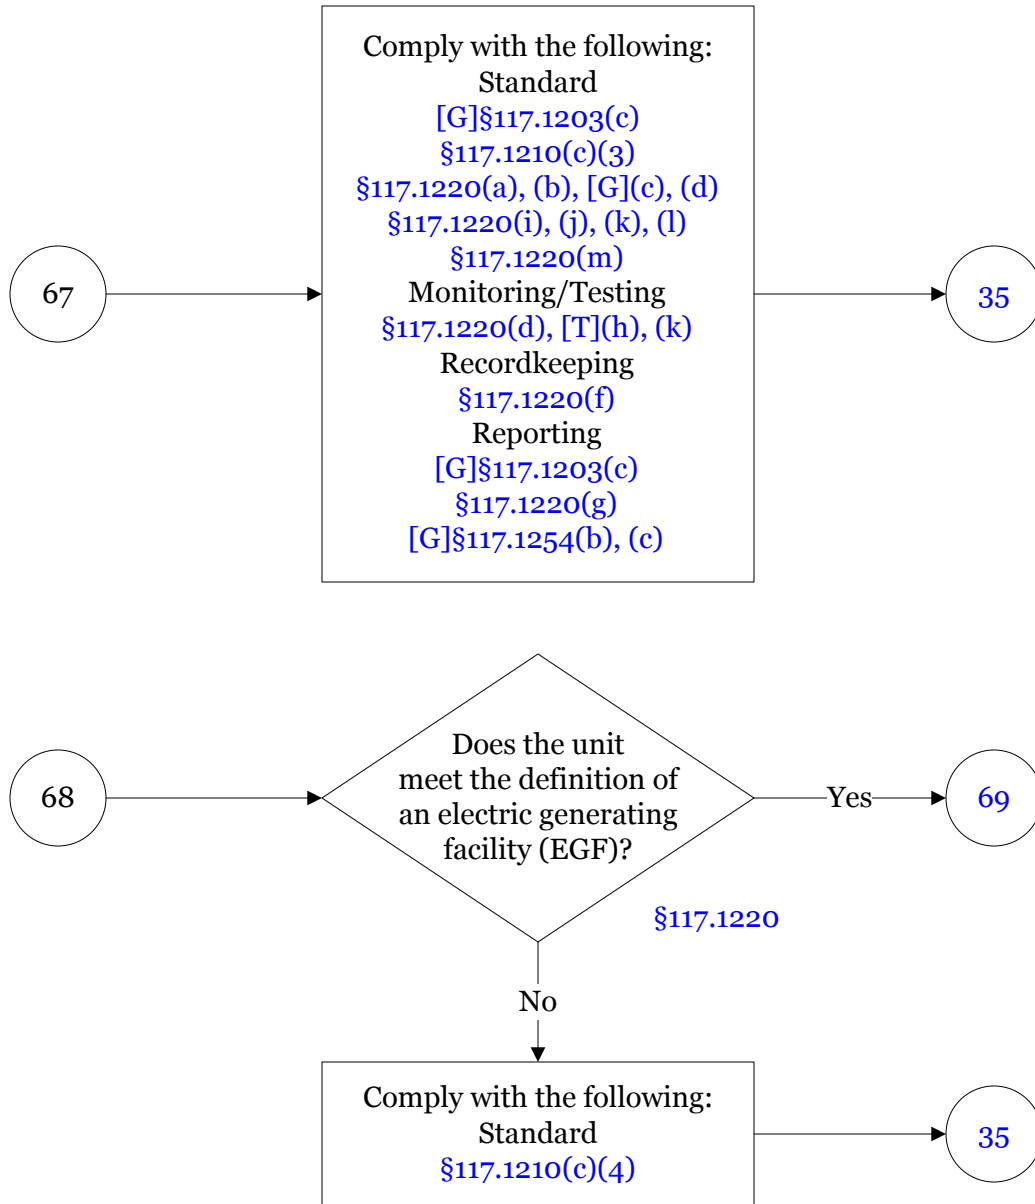 Comply with the following:
Standard
[G]§117.1203(c)
§117.1210(c)(3)
§117.1220(a), (b), [G](c), (d)
§117.1220(i), (j), (k), (l)
§117.1220(m)
Monitoring/Testing
§117.1220(d), [T](h), (k)
Recordkeeping
§117.1220(f)
Reporting
[G]§117.1203(c)
§117.1220(g)
[G]§117.1254(b), (c)
67
35
68
Does the unit
meet the definition of
an electric generating
facility (EGF)?
Yes
69
§117.1220
No
Comply with the following:
Standard
§117.1210(c)(4)
35